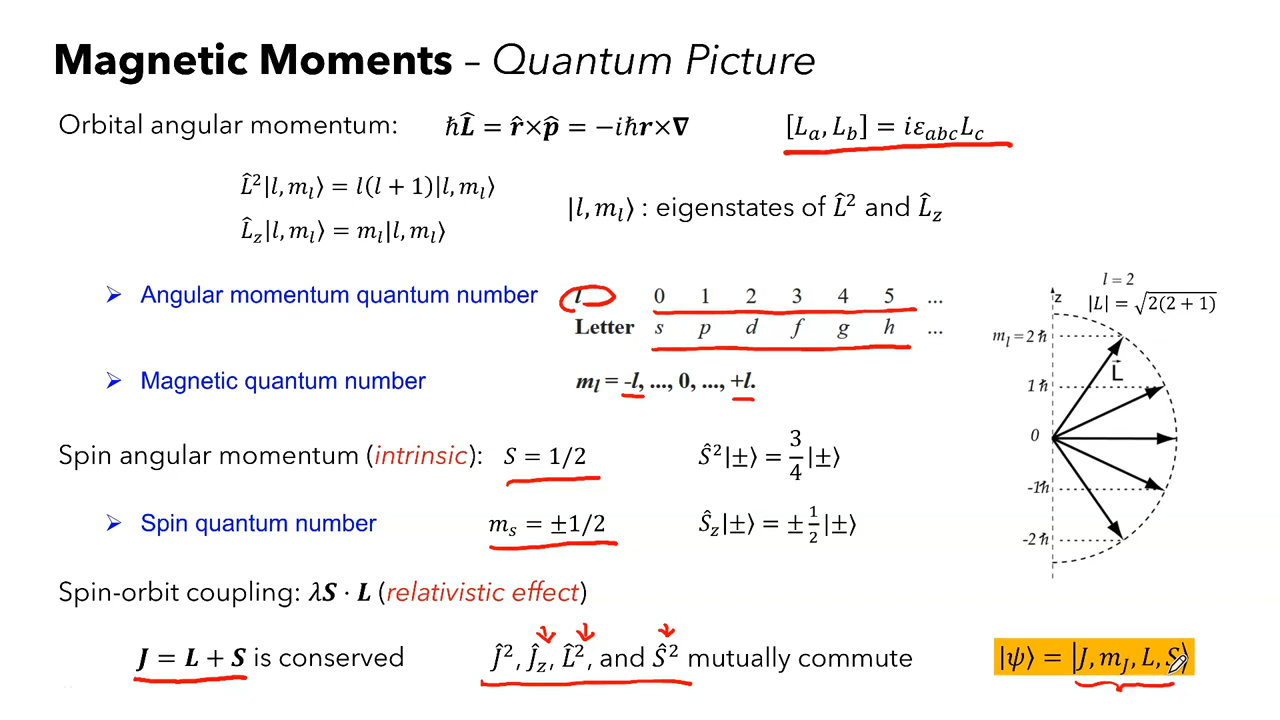 Magnetic Moments – Quantum Picture
Orbital angular momentum: ℏL̂ = r̂×p̂ = −iℏr×∇ [L_a, L_b] = iε_abc L_c
L̂²|l, m_l⟩ = l(l + 1)|l, m_l⟩
|l, m_l⟩ : eigenstates of L̂² and L̂_z
L̂_z|l, m_l⟩ = m_l|l, m_l⟩
➢ Angular momentum quantum number l 0 1 2 3 4 5 ...
Letter s p d f g h ...
➢ Magnetic quantum number m_l = -l, ..., 0, ..., +l.
l = 2
z |L| = √2(2 + 1)
m_l = 2ℏ
L⃗
1ℏ
0
-1ℏ
-2ℏ
Spin angular momentum (intrinsic): S = 1/2 Ŝ²|±⟩ = 3/4 |±⟩
➢ Spin quantum number m_s = ±1/2 Ŝ_z|±⟩ = ± 1/2 |±⟩
Spin-orbit coupling: λS · L (relativistic effect)
J = L + S is conserved Ĵ², Ĵ_z, L̂², and Ŝ² mutually commute |ψ⟩ = |J, m_J, L, S⟩